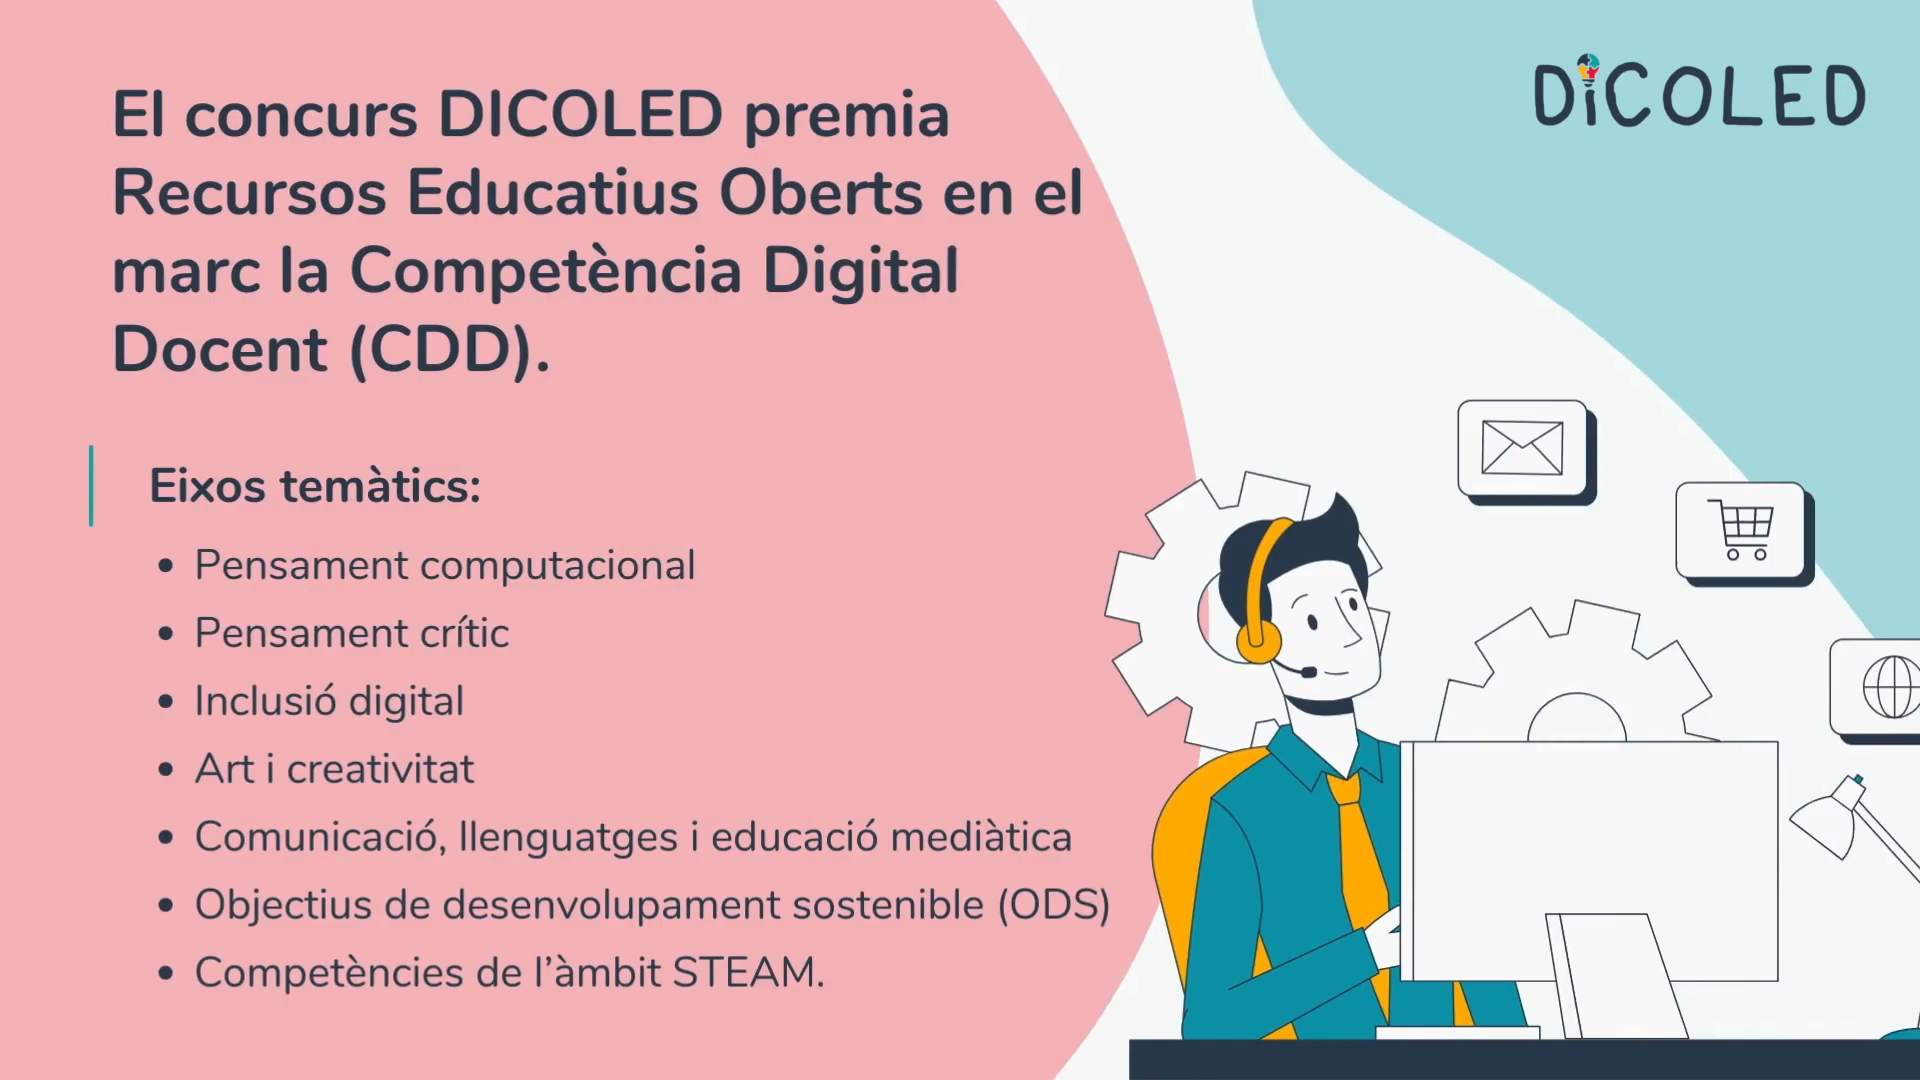 DiCOLED
El concurs DICOLED premia
Recursos Educatius Oberts en el
marc la Competència Digital
Docent (CDD).
Eixos temàtics:
• Pensament computacional
• Pensament crític
• Inclusió digital
• Art i creativitat
• Comunicació, llenguatges i educació mediàtica
• Objectius de desenvolupament sostenible (ODS)
• Competències de l’àmbit STEAM.